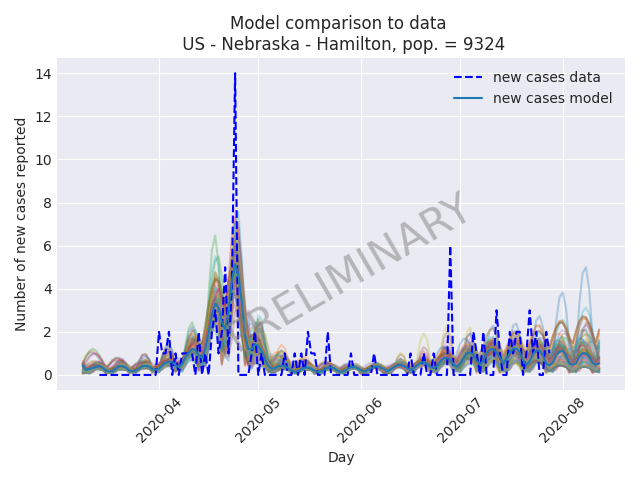 Model comparison to data
US - Nebraska - Hamilton, pop. = 9324
new cases data
new cases model
Number of new cases reported
14
12
10
8
6
4
2
0
PRELIMINARY
2020-04
2020-05
2020-06
2020-07
2020-08
Day